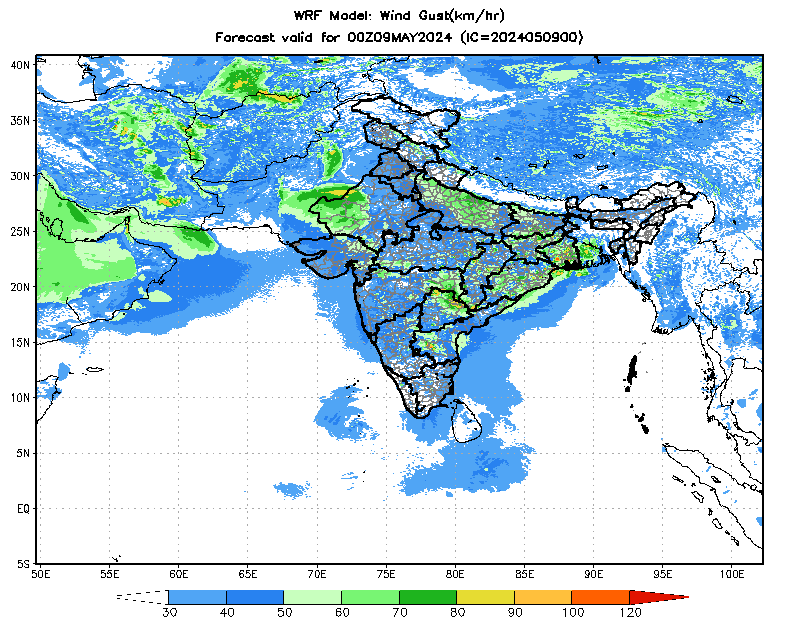 WRF Model: Wind Gust(km/hr)
Forecast valid for 00Z09MAY2024 (IC=2024050900)
40N
35N
30N
25N
20N
15N
10N
5N
EQ
5S
50E 55E 60E 65E 70E 75E 80E 85E 90E 95E 100E
30 40 50 60 70 80 90 100 120